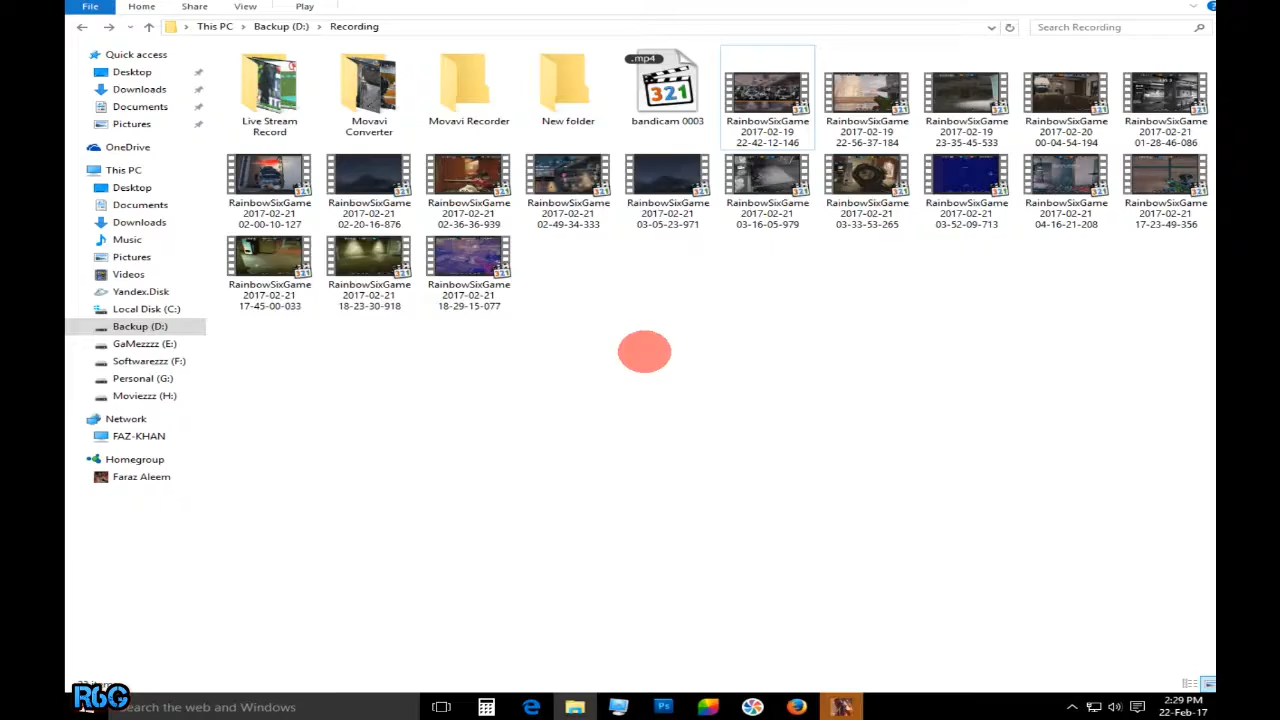 File Home Share View Play
This PC > Backup (D:) > Recording
Search Recording
Quick access
Desktop
Downloads
Documents
Pictures
OneDrive
This PC
Desktop
Documents
Downloads
Music
Pictures
Videos
Yandex.Disk
Local Disk (C:)
Backup (D:)
GaMezzzz (E:)
Softwarezzz (F:)
Personal (G:)
Moviezzz (H:)
Network
FAZ-KHAN
Homegroup
Faraz Aleem
Live Stream
Record
Movavi
Converter
Movavi Recorder
New folder
.mp4
321
bandicam 0003
RainbowSixGame
2017-02-19
22-42-12-146
RainbowSixGame
2017-02-19
22-56-37-184
RainbowSixGame
2017-02-19
23-35-45-533
RainbowSixGame
2017-02-20
00-04-54-194
RainbowSixGame
2017-02-21
01-28-46-086
RainbowSixGame
2017-02-21
02-00-10-127
RainbowSixGame
2017-02-21
02-20-16-876
RainbowSixGame
2017-02-21
02-36-36-939
RainbowSixGame
2017-02-21
02-49-34-333
RainbowSixGame
2017-02-21
03-05-23-971
RainbowSixGame
2017-02-21
03-16-05-979
RainbowSixGame
2017-02-21
03-33-53-265
RainbowSixGame
2017-02-21
03-52-09-713
RainbowSixGame
2017-02-21
04-16-21-208
RainbowSixGame
2017-02-21
17-23-49-356
RainbowSixGame
2017-02-21
17-45-00-033
RainbowSixGame
2017-02-21
18-23-30-918
RainbowSixGame
2017-02-21
18-29-15-077
R6G
Search the web and Windows
Ps
2:29 PM
22-Feb-17